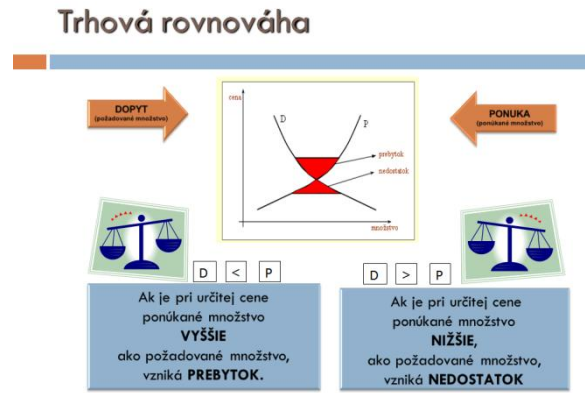 Trhová rovnováha
DOPYT
(požadované množstvo)
PONUKA
(ponúkané množstvo)
cena
D
P
prebytok
nedostatok
množstvo
D < P
D > P
Ak je pri určitej cene
ponúkané množstvo
VYŠŠIE
ako požadované množstvo,
vzniká PREBYTOK.
Ak je pri určitej cene
ponúkané množstvo
NIŽŠIE,
ako požadované množstvo,
vzniká NEDOSTATOK